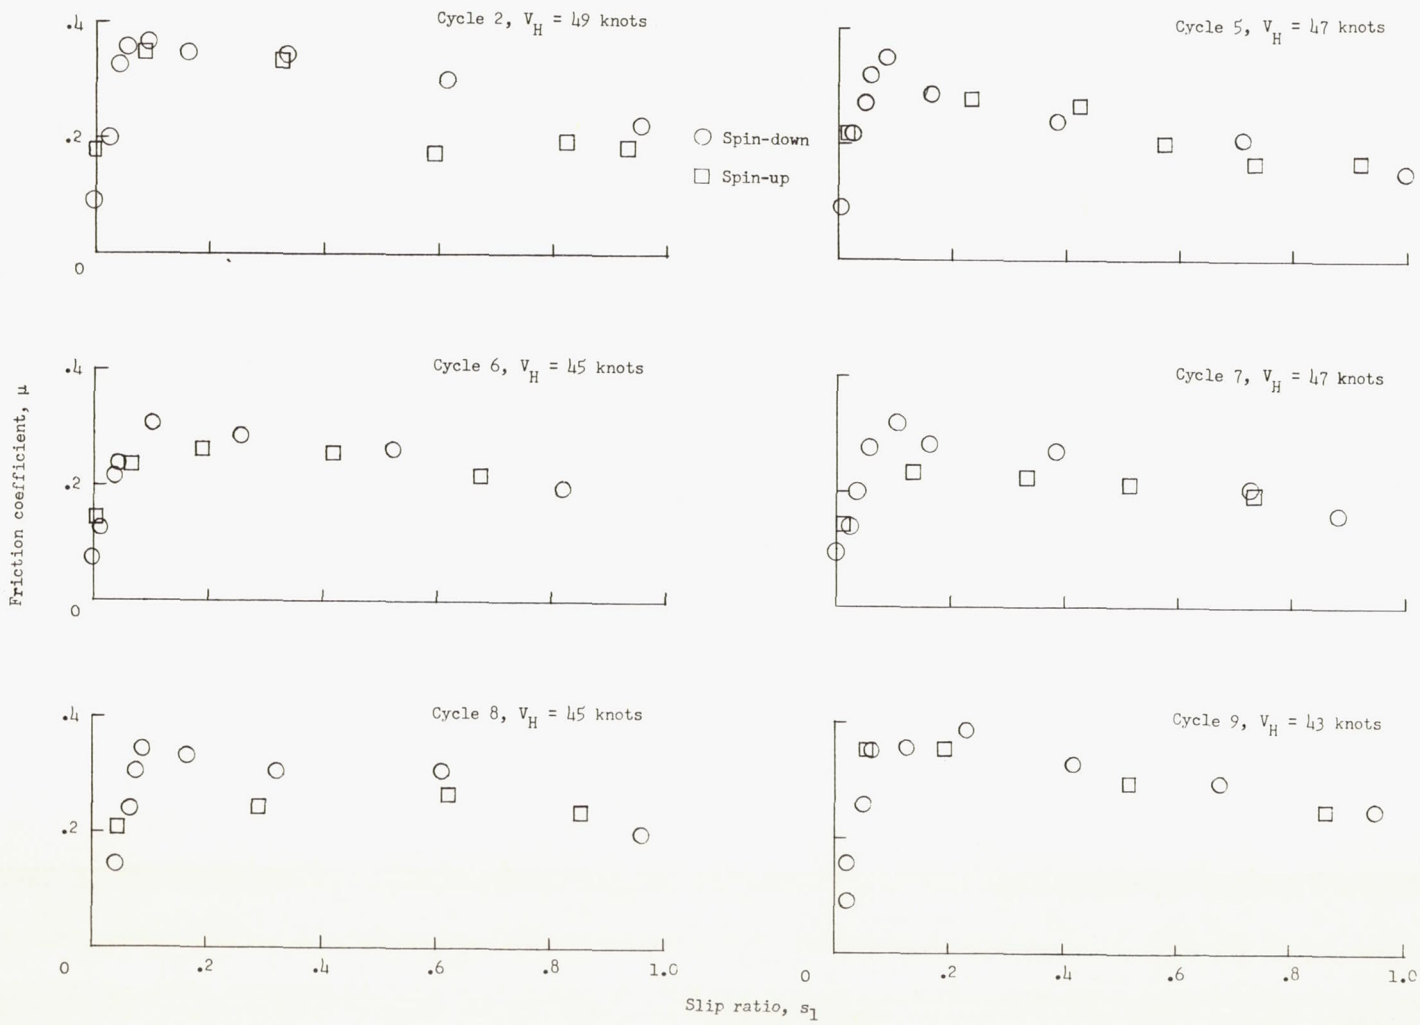 Cycle 2, V_H = 49 knots
.4
.2
0
Cycle 5, V_H = 47 knots
Spin-down
Spin-up
Cycle 6, V_H = 45 knots
.4
.2
0
Cycle 7, V_H = 47 knots
Friction coefficient, μ
Cycle 8, V_H = 45 knots
.4
.2
0 .2 .4 .6 .8 1.0
Cycle 9, V_H = 43 knots
0 .2 .4 .6 .8 1.0
Slip ratio, s1